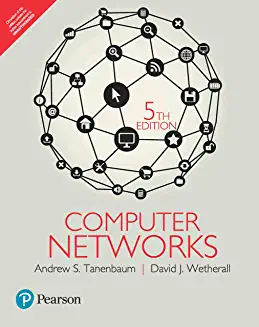 5TH
EDITION
COMPUTER
NETWORKS
Andrew S. Tanenbaum | David J. Wetherall
Pearson